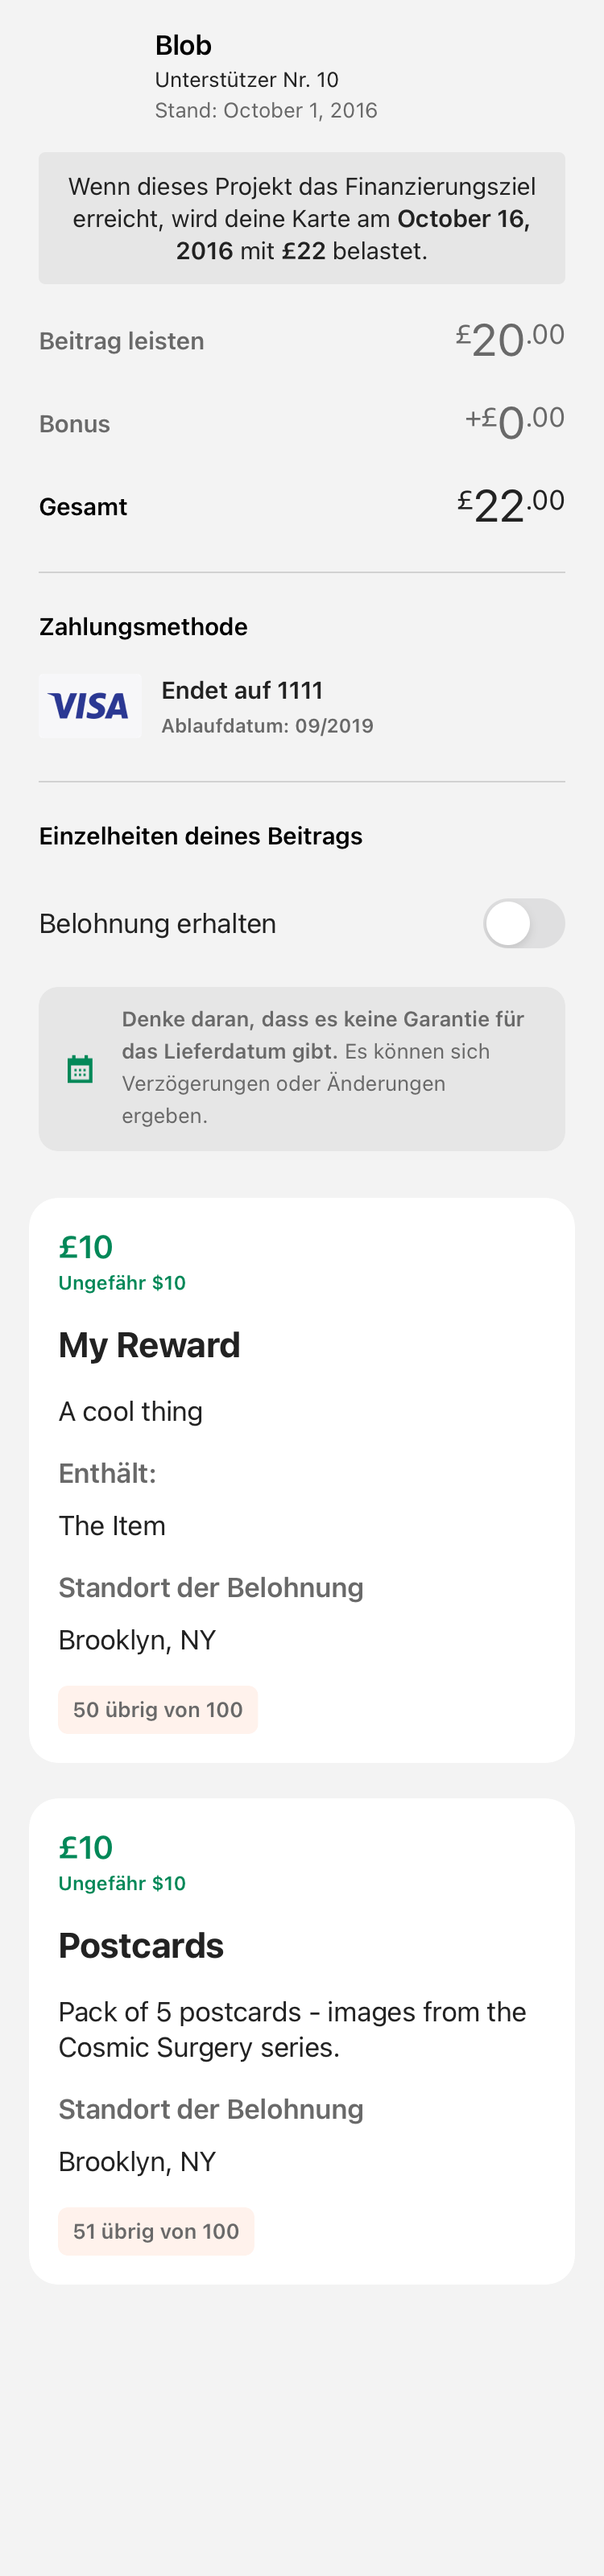 Blob
Unterstützer Nr. 10
Stand: October 1, 2016
Wenn dieses Projekt das Finanzierungsziel
erreicht, wird deine Karte am October 16,
2016 mit £22 belastet.
Beitrag leisten £20.00
Bonus +£0.00
Gesamt £22.00
Zahlungsmethode
VISA
Endet auf 1111
Ablaufdatum: 09/2019
Einzelheiten deines Beitrags
Belohnung erhalten
Denke daran, dass es keine Garantie für
das Lieferdatum gibt. Es können sich
Verzögerungen oder Änderungen
ergeben.
£10
Ungefähr $10
My Reward
A cool thing
Enthält:
The Item
Standort der Belohnung
Brooklyn, NY
50 übrig von 100
£10
Ungefähr $10
Postcards
Pack of 5 postcards - images from the
Cosmic Surgery series.
Standort der Belohnung
Brooklyn, NY
51 übrig von 100